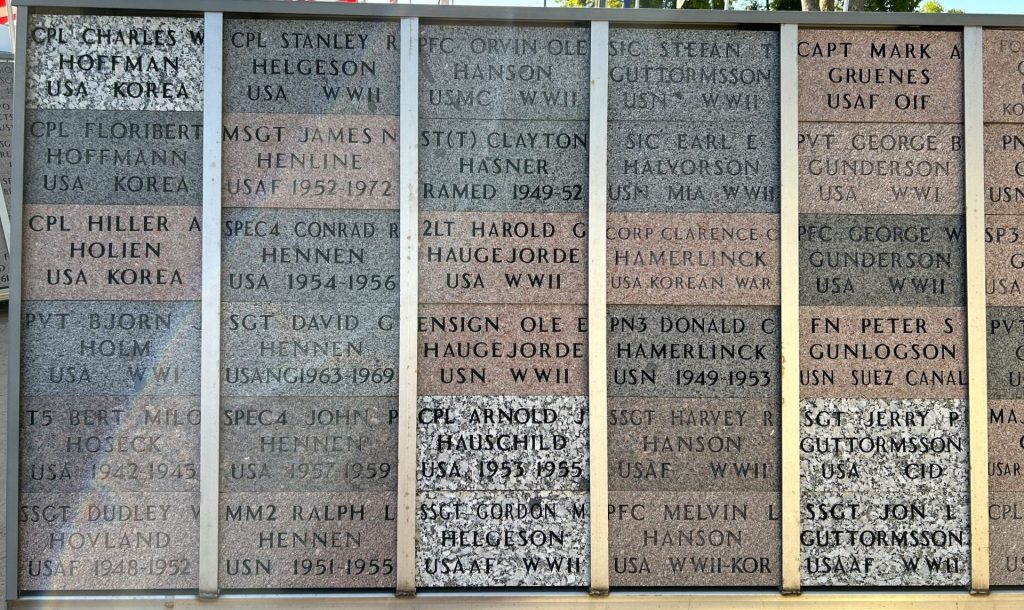 CPL CHARLES W
HOFFMAN
USA KOREA
CPL FLORIBERT
HOFFMANN
USA KOREA
CPL HILLER A
HOLIEN
USA KOREA
PVT BJORN J
HOLM
USA WWI
T5 BERT MILO
HOSECK
USA 1942-1945
SSGT DUDLEY V
HOVLAND
USAF 1948-1952
CPL STANLEY R
HELGESON
USA WWII
MSGT JAMES N
HENLINE
USAF 1952-1972
SPEC4 CONRAD R
HENNEN
USA 1954-1956
SGT DAVID G
HENNEN
USANG1963-1969
SPEC4 JOHN P
HENNEN
USA 1957-1959
MM2 RALPH L
HENNEN
USN 1951-1955
PFC ORVIN OLE
HANSON
USMC WWII
ST(T) CLAYTON
HASNER
RAMED 1949-52
2LT HAROLD G
HAUGEJORDE
USA WWII
ENSIGN OLE E
HAUGEJORDE
USN WWII
CPL ARNOLD J
HAUSCHILD
USA 1953 1955
SSGT GORDON M
HELGESON
USAAF WWII
SIC STEFAN T
GUTTORMSSON
USN WWII
SIC EARL E
HALVORSON
USN MIA WWII
CORP CLARENCE C
HAMERLINCK
USA KOREAN WAR
PN3 DONALD C
HAMERLINCK
USN 1949-1953
SSGT HARVEY R
HANSON
USAF WWII
PFC MELVIN L
HANSON
USA WWII-KOR
CAPT MARK A
GRUENES
USAF OIF
PVT GEORGE B
GUNDERSON
USA WWI
PFC GEORGE W
GUNDERSON
USA WWII
FN PETER S
GUNLOGSON
USN SUEZ CANAL
SGT JERRY P
GUTTORMSSON
USA CID
SSGT JON L
GUTTORMSSON
USAAF WWII